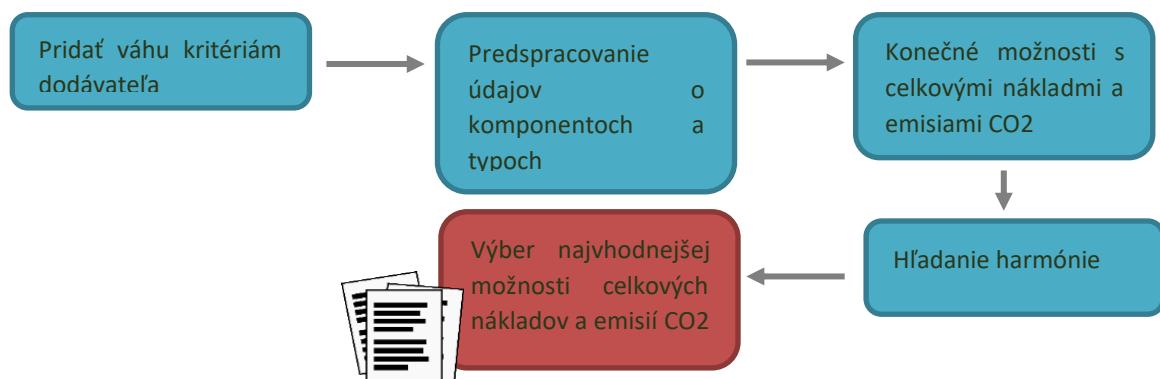 Pridať váhu kritériám
dodávateľa
Predspracovanie
údajov o
komponentoch a
typoch
Konečné možnosti s
celkovými nákladmi a
emisiami CO2
Hľadanie harmónie
Výber najvhodnejšej
možnosti celkových
nákladov a emisií CO2